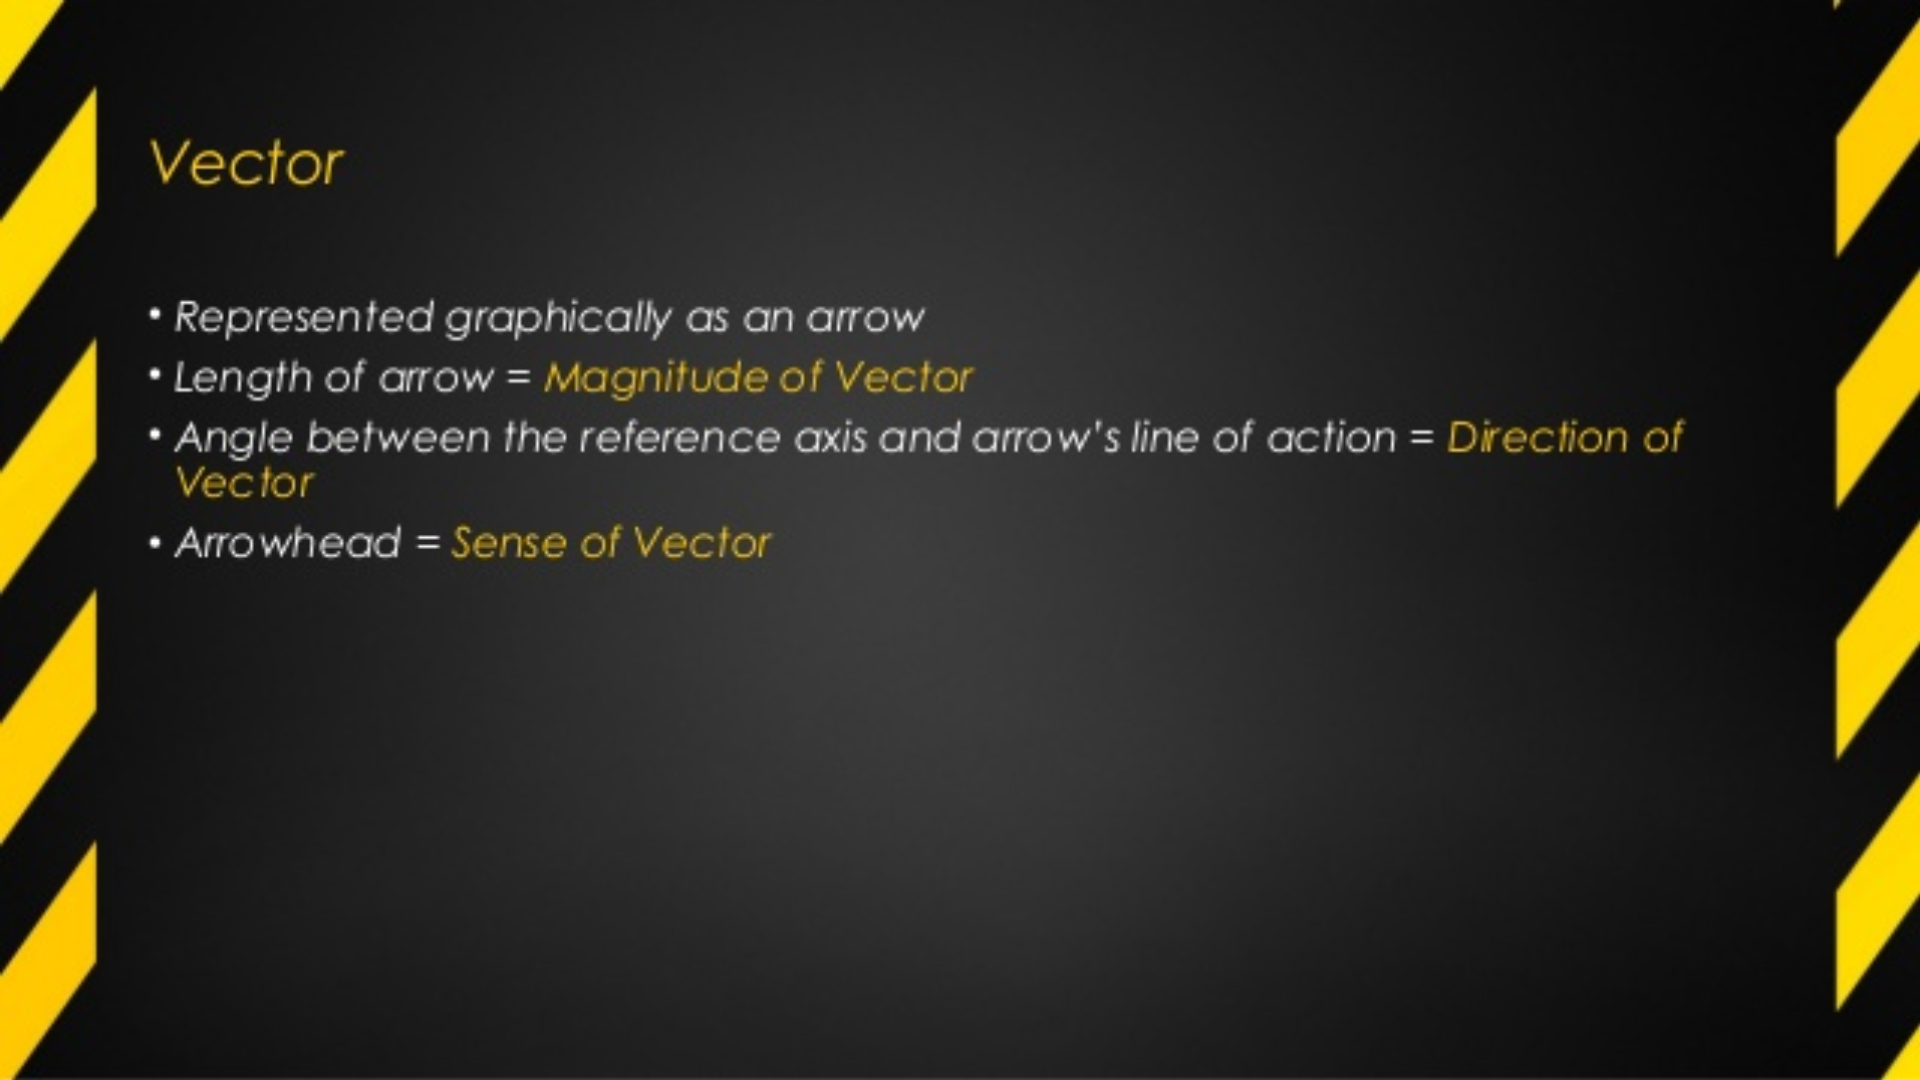 Vector
• Represented graphically as an arrow
• Length of arrow = Magnitude of Vector
• Angle between the reference axis and arrow's line of action = Direction of
Vector
• Arrowhead = Sense of Vector